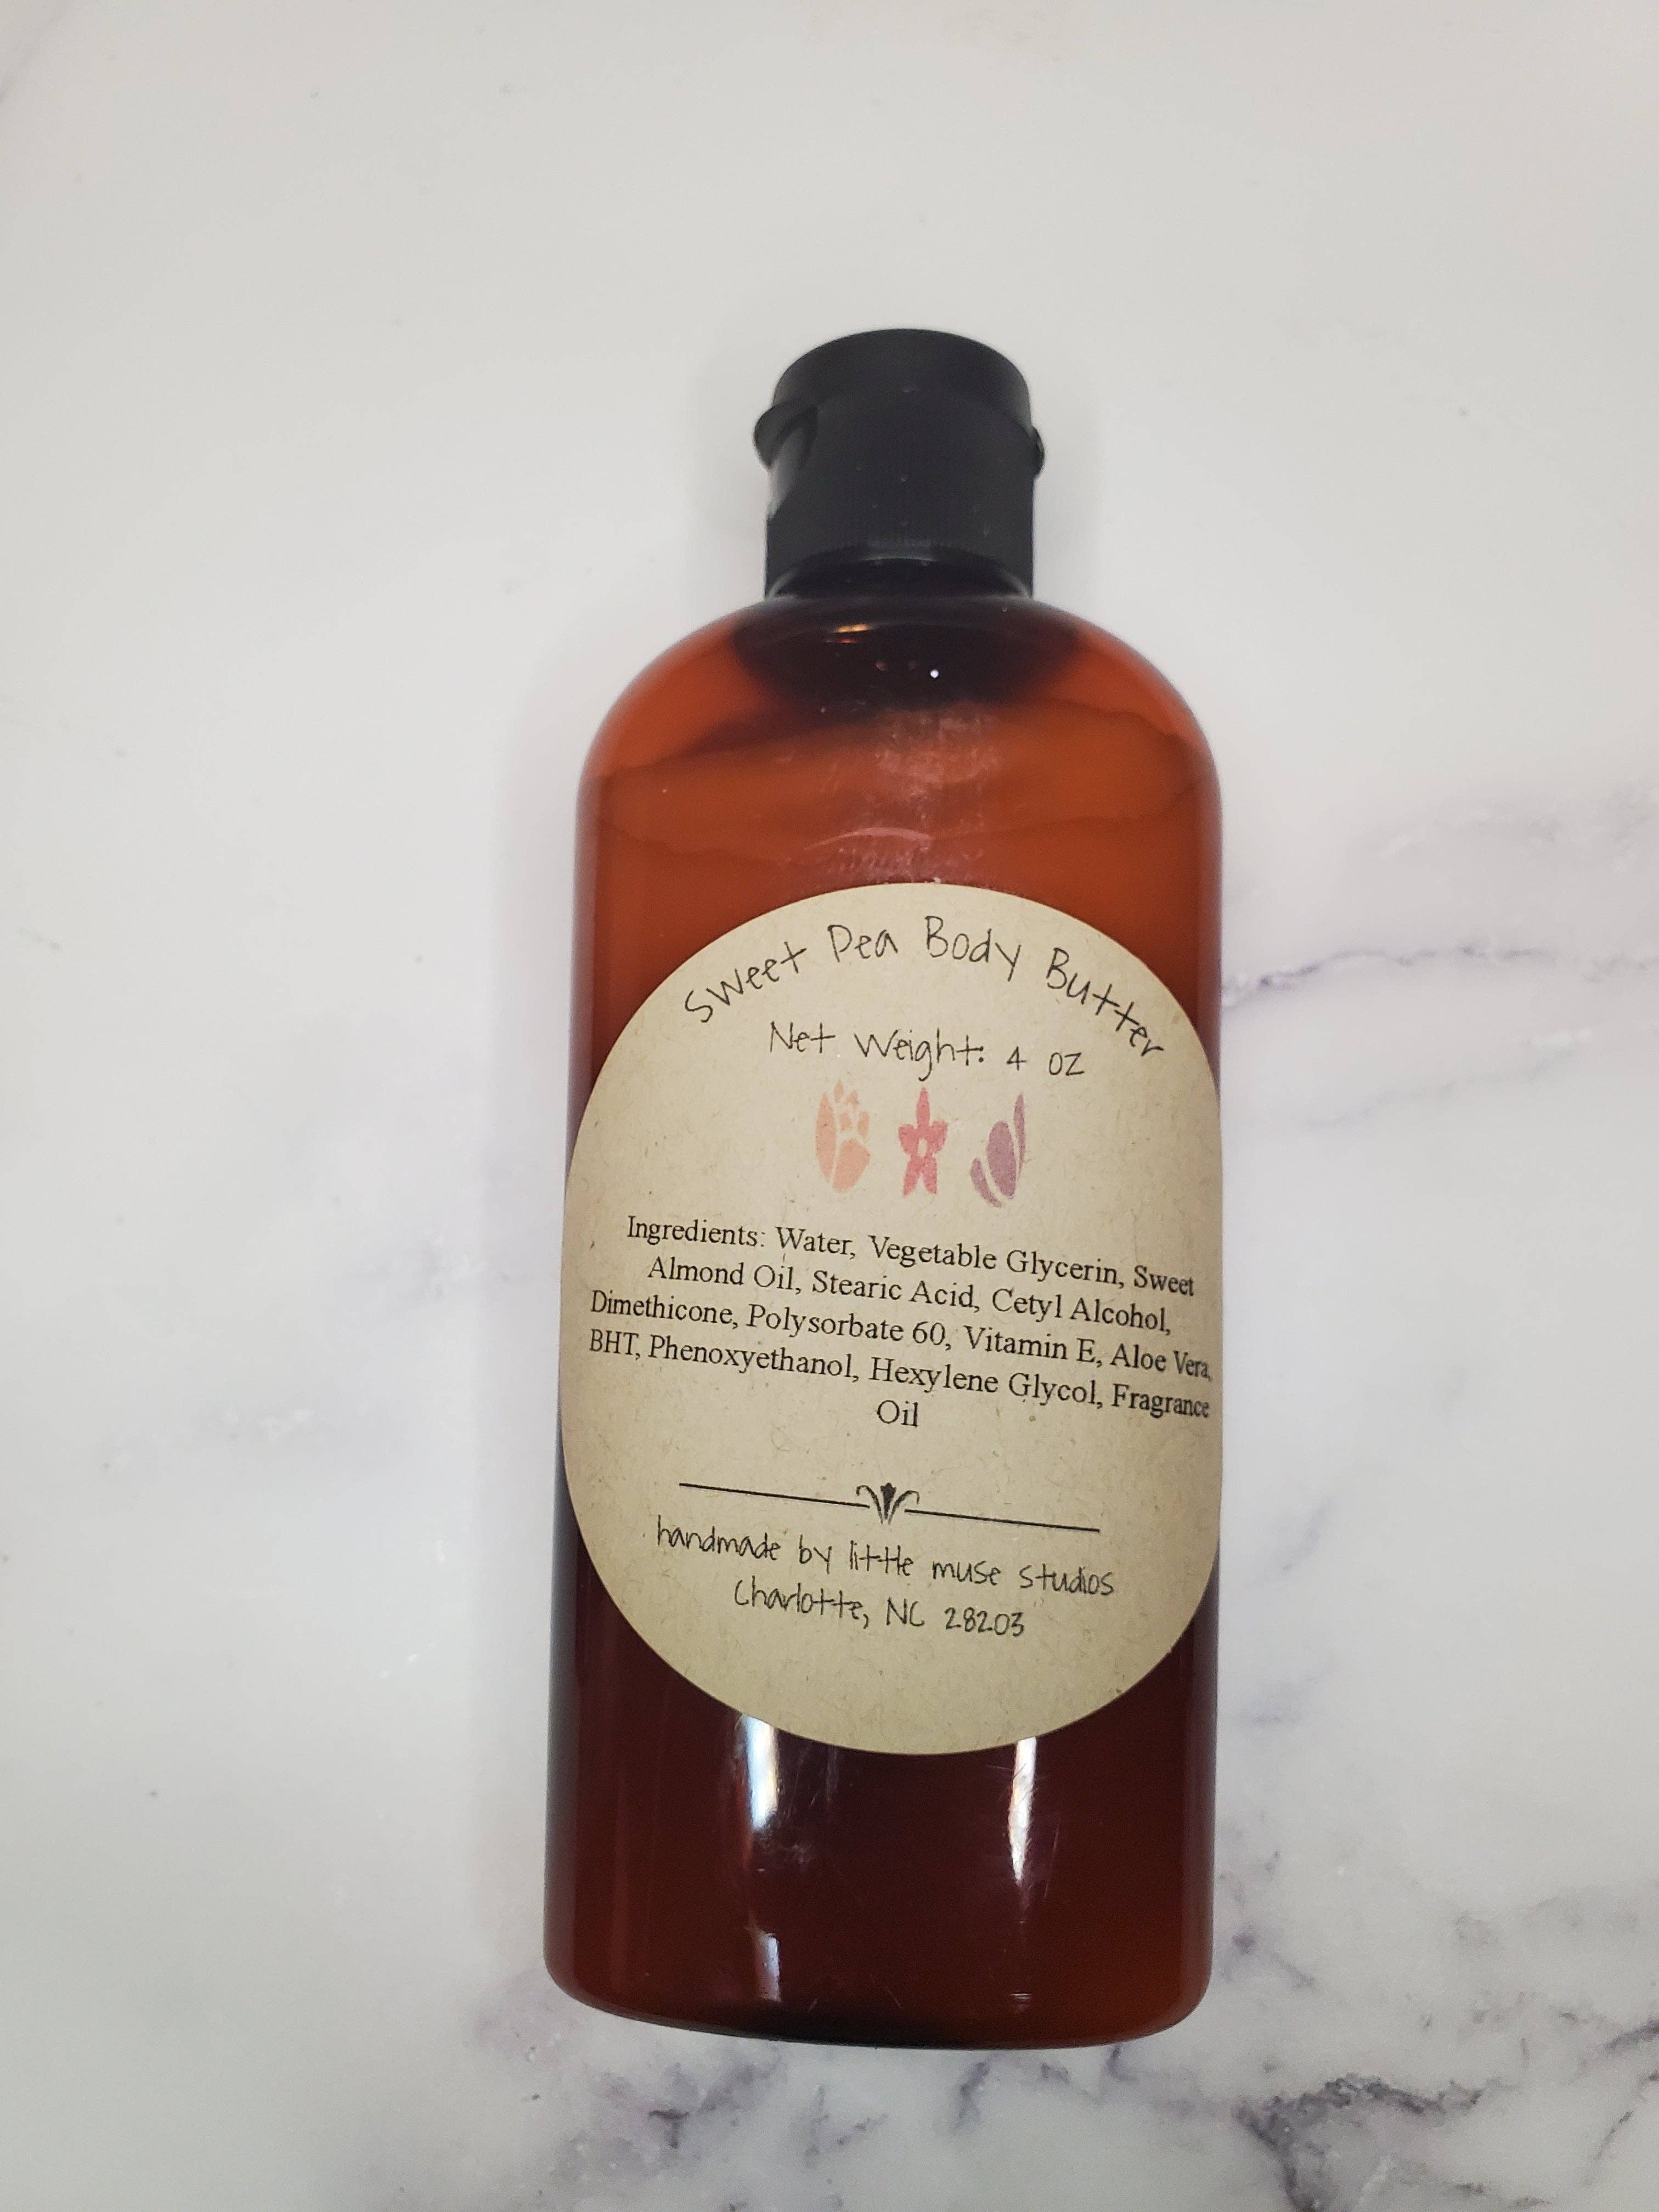 Sweet Pea Body Butter
Net Weight: 4 oz
Ingredients: Water, Vegetable Glycerin, Sweet
Almond Oil, Stearic Acid, Cetyl Alcohol,
Dimethicone, Polysorbate 60, Vitamin E, Aloe Vera,
BHT, Phenoxyethanol, Hexylene Glycol, Fragrance
Oil
handmade by little muse studios
Charlotte, NC 28203